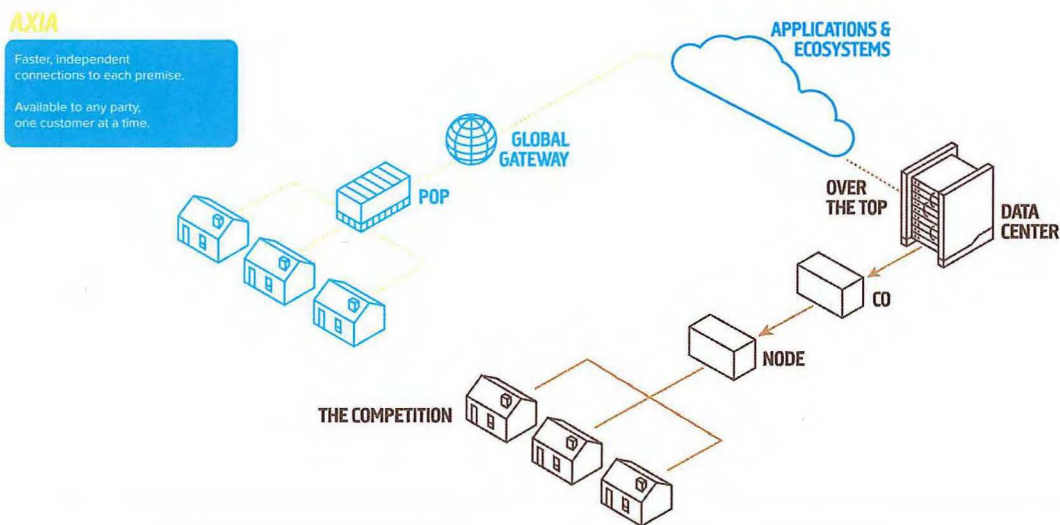 AXIA
Faster, independent
connections to each premise.
Available to any party,
one customer at a time.
APPLICATIONS &
ECOSYSTEMS
GLOBAL
GATEWAY
POP
OVER
THE TOP
DATA
CENTER
CO
NODE
THE COMPETITION